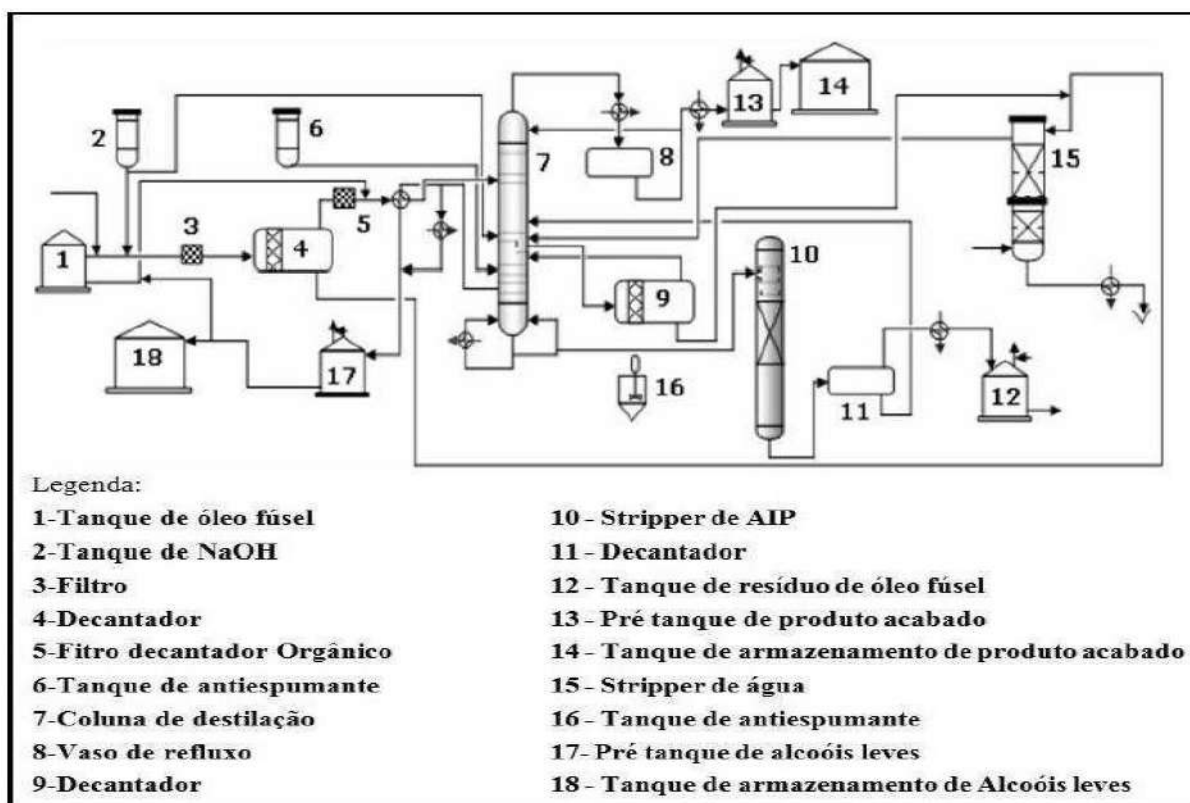 2
6
7
8
13
14
15
3
5
1
4
10
9
18
17
16
11
12
Legenda:
1-Tanque de óleo fúsel
2-Tanque de NaOH
3-Filtro
4-Decantador
5-Fitro decantador Orgânico
6-Tanque de antiespumante
7-Coluna de destilação
8-Vaso de refluxo
9-Decantador
10 - Stripper de AIP
11 - Decantador
12 - Tanque de resíduo de óleo fúsel
13 - Pré tanque de produto acabado
14 - Tanque de armazenamento de produto acabado
15 - Stripper de água
16 - Tanque de antiespumante
17- Pré tanque de alcoóis leves
18 - Tanque de armazenamento de Alcoóis leves